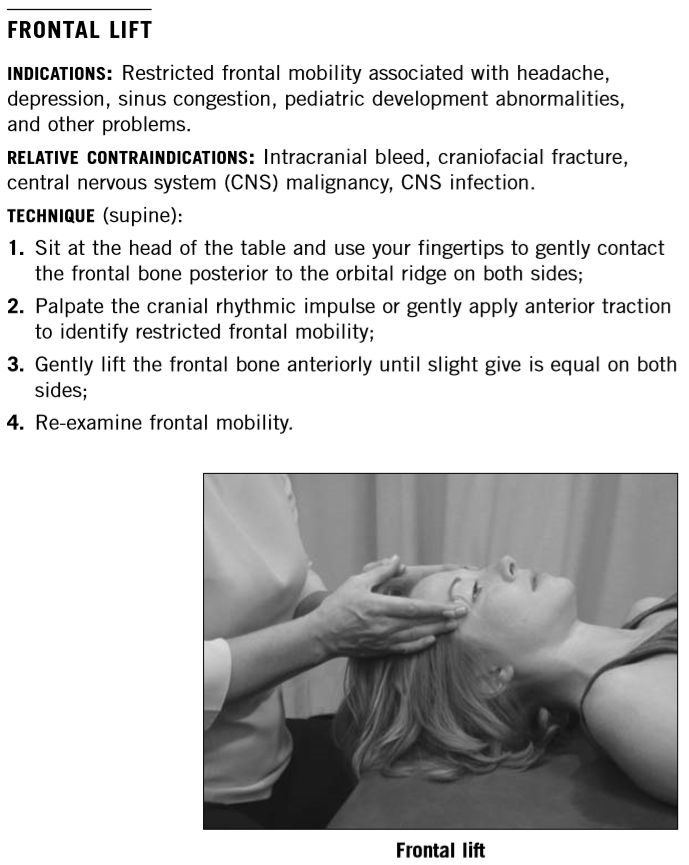 FRONTAL LIFT
INDICATIONS: Restricted frontal mobility associated with headache,
depression, sinus congestion, pediatric development abnormalities,
and other problems.
RELATIVE CONTRAINDICATIONS: Intracranial bleed, craniofacial fracture,
central nervous system (CNS) malignancy, CNS infection.
TECHNIQUE (supine):
1. Sit at the head of the table and use your fingertips to gently contact
the frontal bone posterior to the orbital ridge on both sides;
2. Palpate the cranial rhythmic impulse or gently apply anterior traction
to identify restricted frontal mobility;
3. Gently lift the frontal bone anteriorly until slight give is equal on both
sides;
4. Re-examine frontal mobility.
Frontal lift